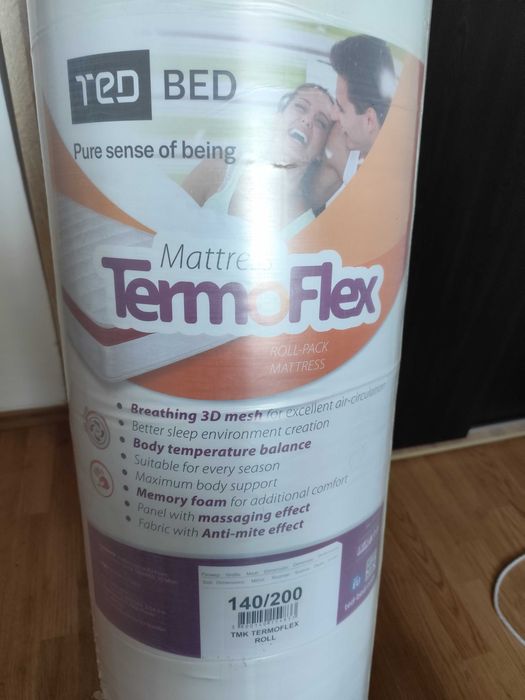 TED BED
Pure sense of being
Mattress
TermoFlex
ROLL-PACK
MATTRESS
• Breathing 3D mesh for excellent air-circulation
• Better sleep environment creation
• Body temperature balance
• Suitable for every season
• Maximum body support
• Memory foam for additional comfort
• Panel with massaging effect
• Fabric with Anti-mite effect
140/200
TMK TERMOFLEX
ROLL